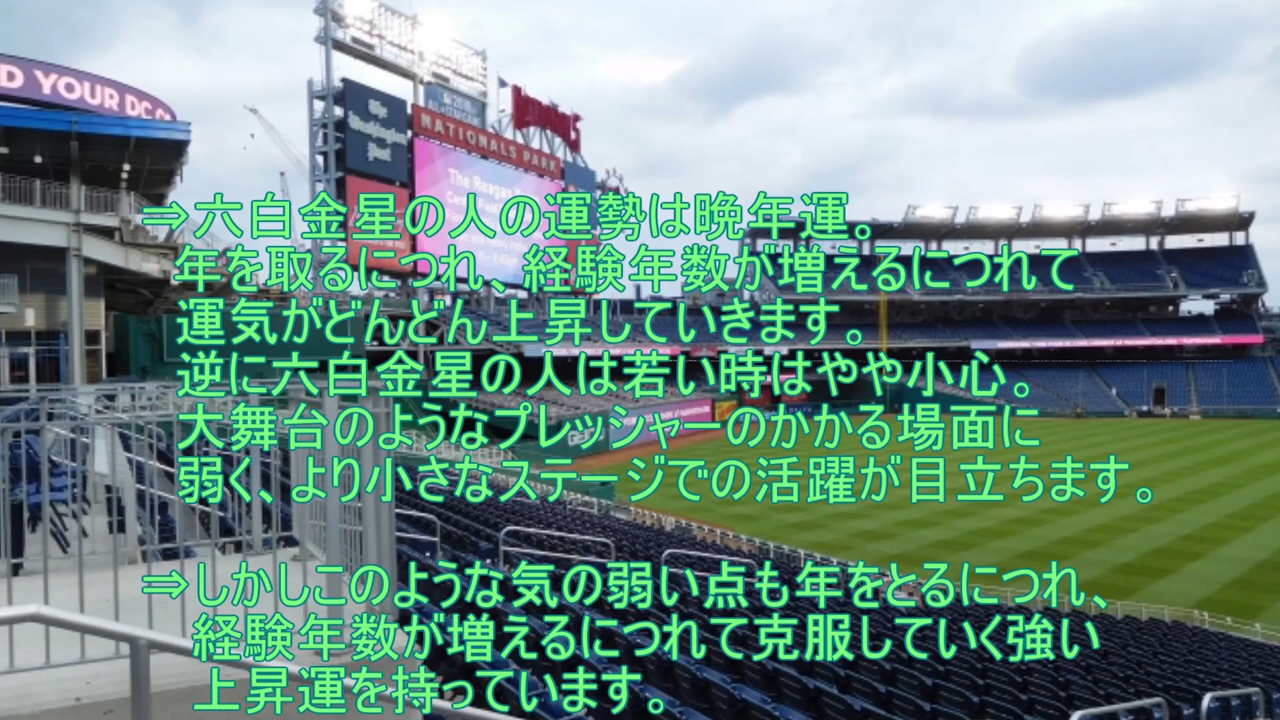 D YOUR DC
The
Washington
Post
NATIONALS PARK
The Reagan
⇒六白金星の人の運勢は晩年運。
年を取るにつれ、経験年数が増えるにつれて
運気がどんどん上昇していきます。
逆に六白金星の人は若い時はやや小心。
大舞台のようなプレッシャーのかかる場面に
弱く、より小さなステージでの活躍が目立ちます。
⇒しかしこのような気の弱い点も年をとるにつれ、
経験年数が増えるにつれて克服していく強い
上昇運を持っています。